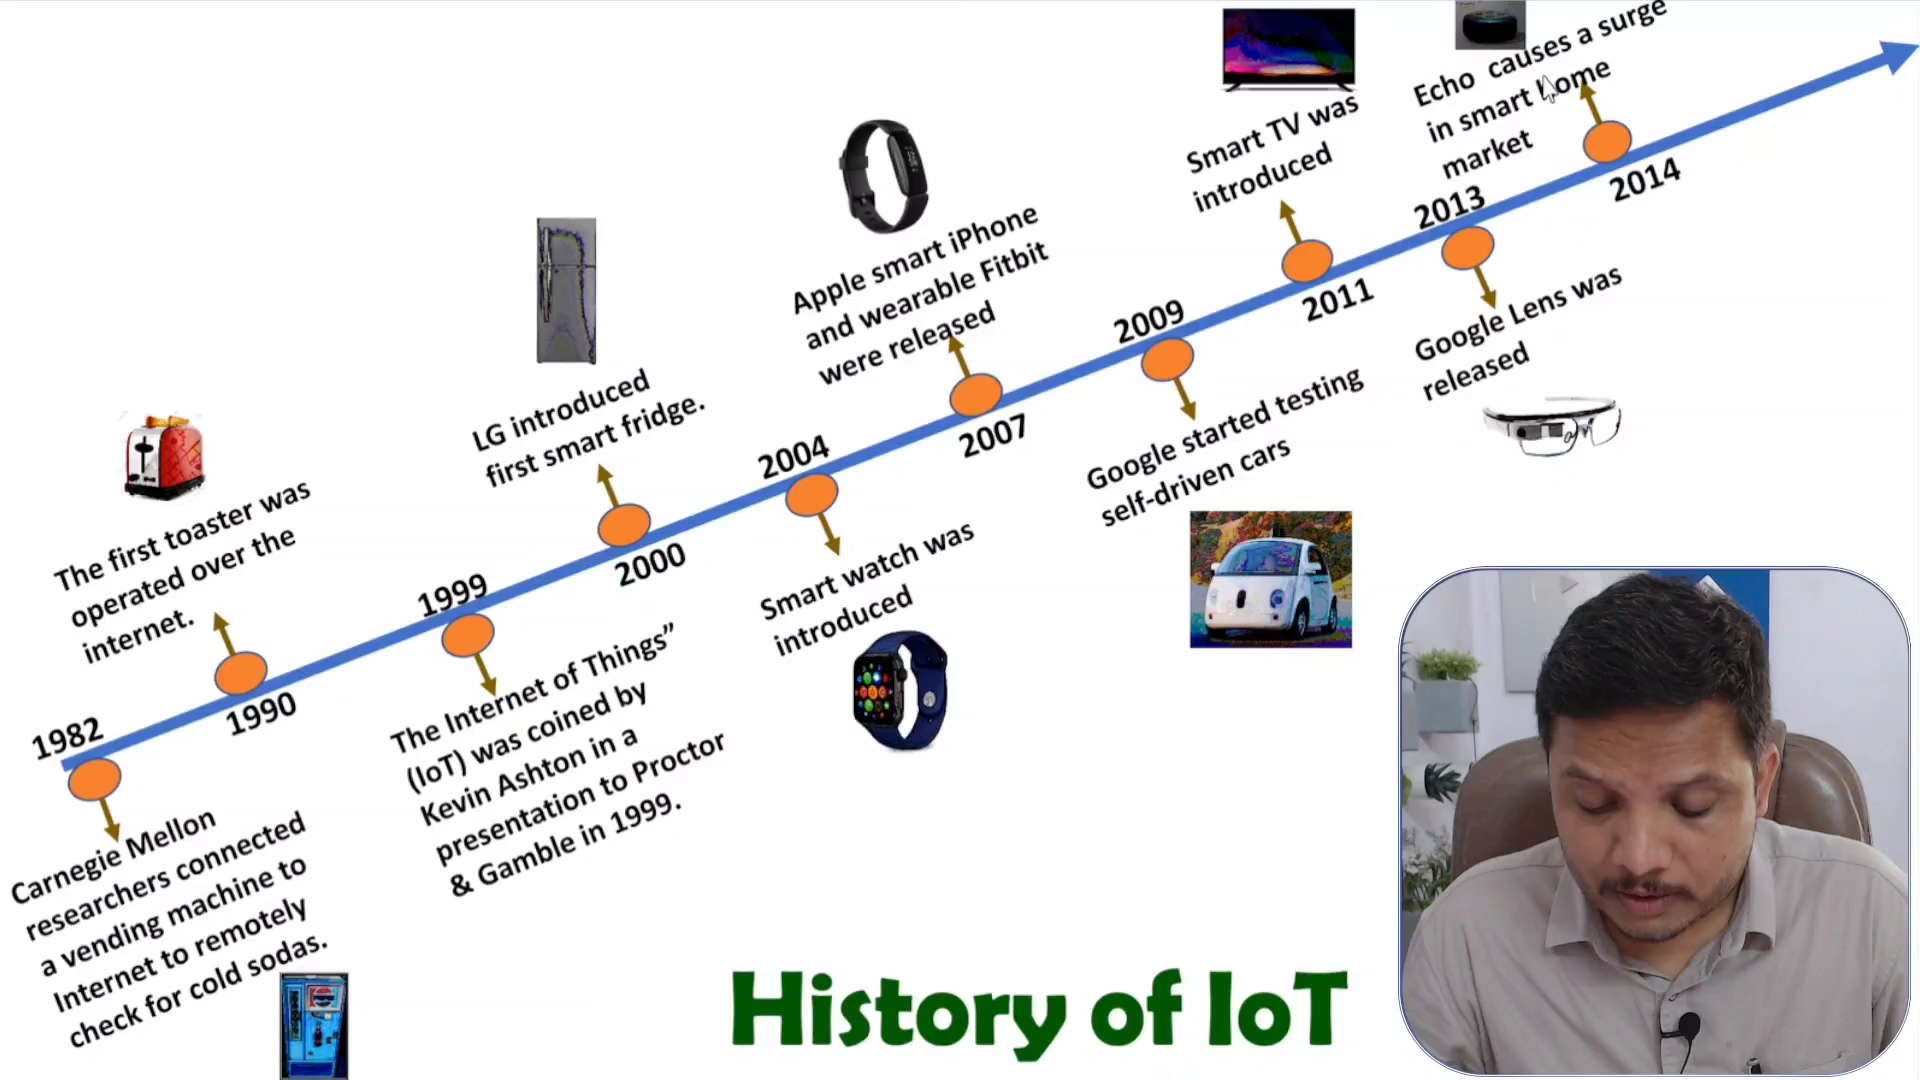 1982
Carnegie Mellon
researchers connected
a vending machine to
Internet to remotely
check for cold sodas.
The first toaster was
operated over the
internet.
1990
1999
The Internet of Things”
(IoT) was coined by
Kevin Ashton in a
presentation to Proctor
& Gamble in 1999.
LG introduced
first smart fridge.
2000
2004
Smart watch was
introduced
Apple smart iPhone
and wearable Fitbit
were released
2007
2009
Google started testing
self-driven cars
Smart TV was
introduced
2011
2013
Google Lens was
released
Echo causes a surge
in smart home
market
2014
History of IoT